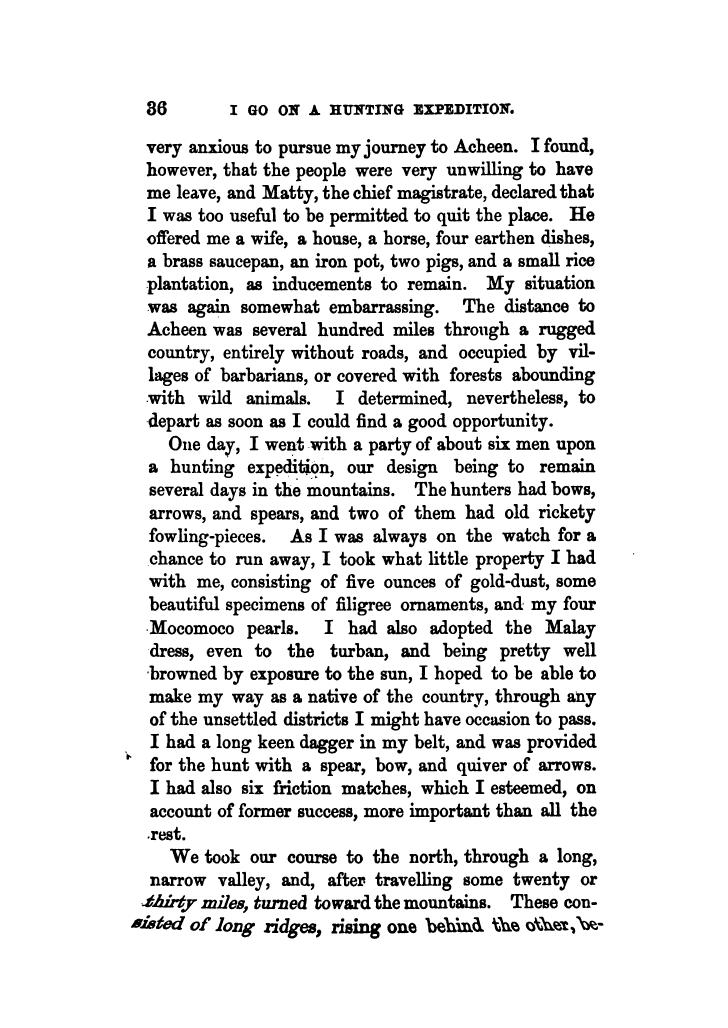 36 I GO ON A HUNTING EXPEDITION.
very anxious to pursue my journey to Acheen. I found,
however, that the people were very unwilling to have
me leave, and Matty, the chief magistrate, declared that
I was too useful to be permitted to quit the place. He
offered me a wife, a house, a horse, four earthen dishes,
a brass saucepan, an iron pot, two pigs, and a small rice
plantation, as inducements to remain. My situation
was again somewhat embarrassing. The distance to
Acheen was several hundred miles through a rugged
country, entirely without roads, and occupied by vil-
lages of barbarians, or covered with forests abounding
with wild animals. I determined, nevertheless, to
depart as soon as I could find a good opportunity.
One day, I went with a party of about six men upon
a hunting expedition, our design being to remain
several days in the mountains. The hunters had bows,
arrows, and spears, and two of them had old rickety
fowling-pieces. As I was always on the watch for a
chance to run away, I took what little property I had
with me, consisting of five ounces of gold-dust, some
beautiful specimens of filigree ornaments, and my four
Mocomoco pearls. I had also adopted the Malay
dress, even to the turban, and being pretty well
browned by exposure to the sun, I hoped to be able to
make my way as a native of the country, through any
of the unsettled districts I might have occasion to pass.
I had a long keen dagger in my belt, and was provided
for the hunt with a spear, bow, and quiver of arrows.
I had also six friction matches, which I esteemed, on
account of former success, more important than all the
rest.
We took our course to the north, through a long,
narrow valley, and, after travelling some twenty or
thirty miles, turned toward the mountains. These con-
sisted of long ridges, rising one behind the other, be-